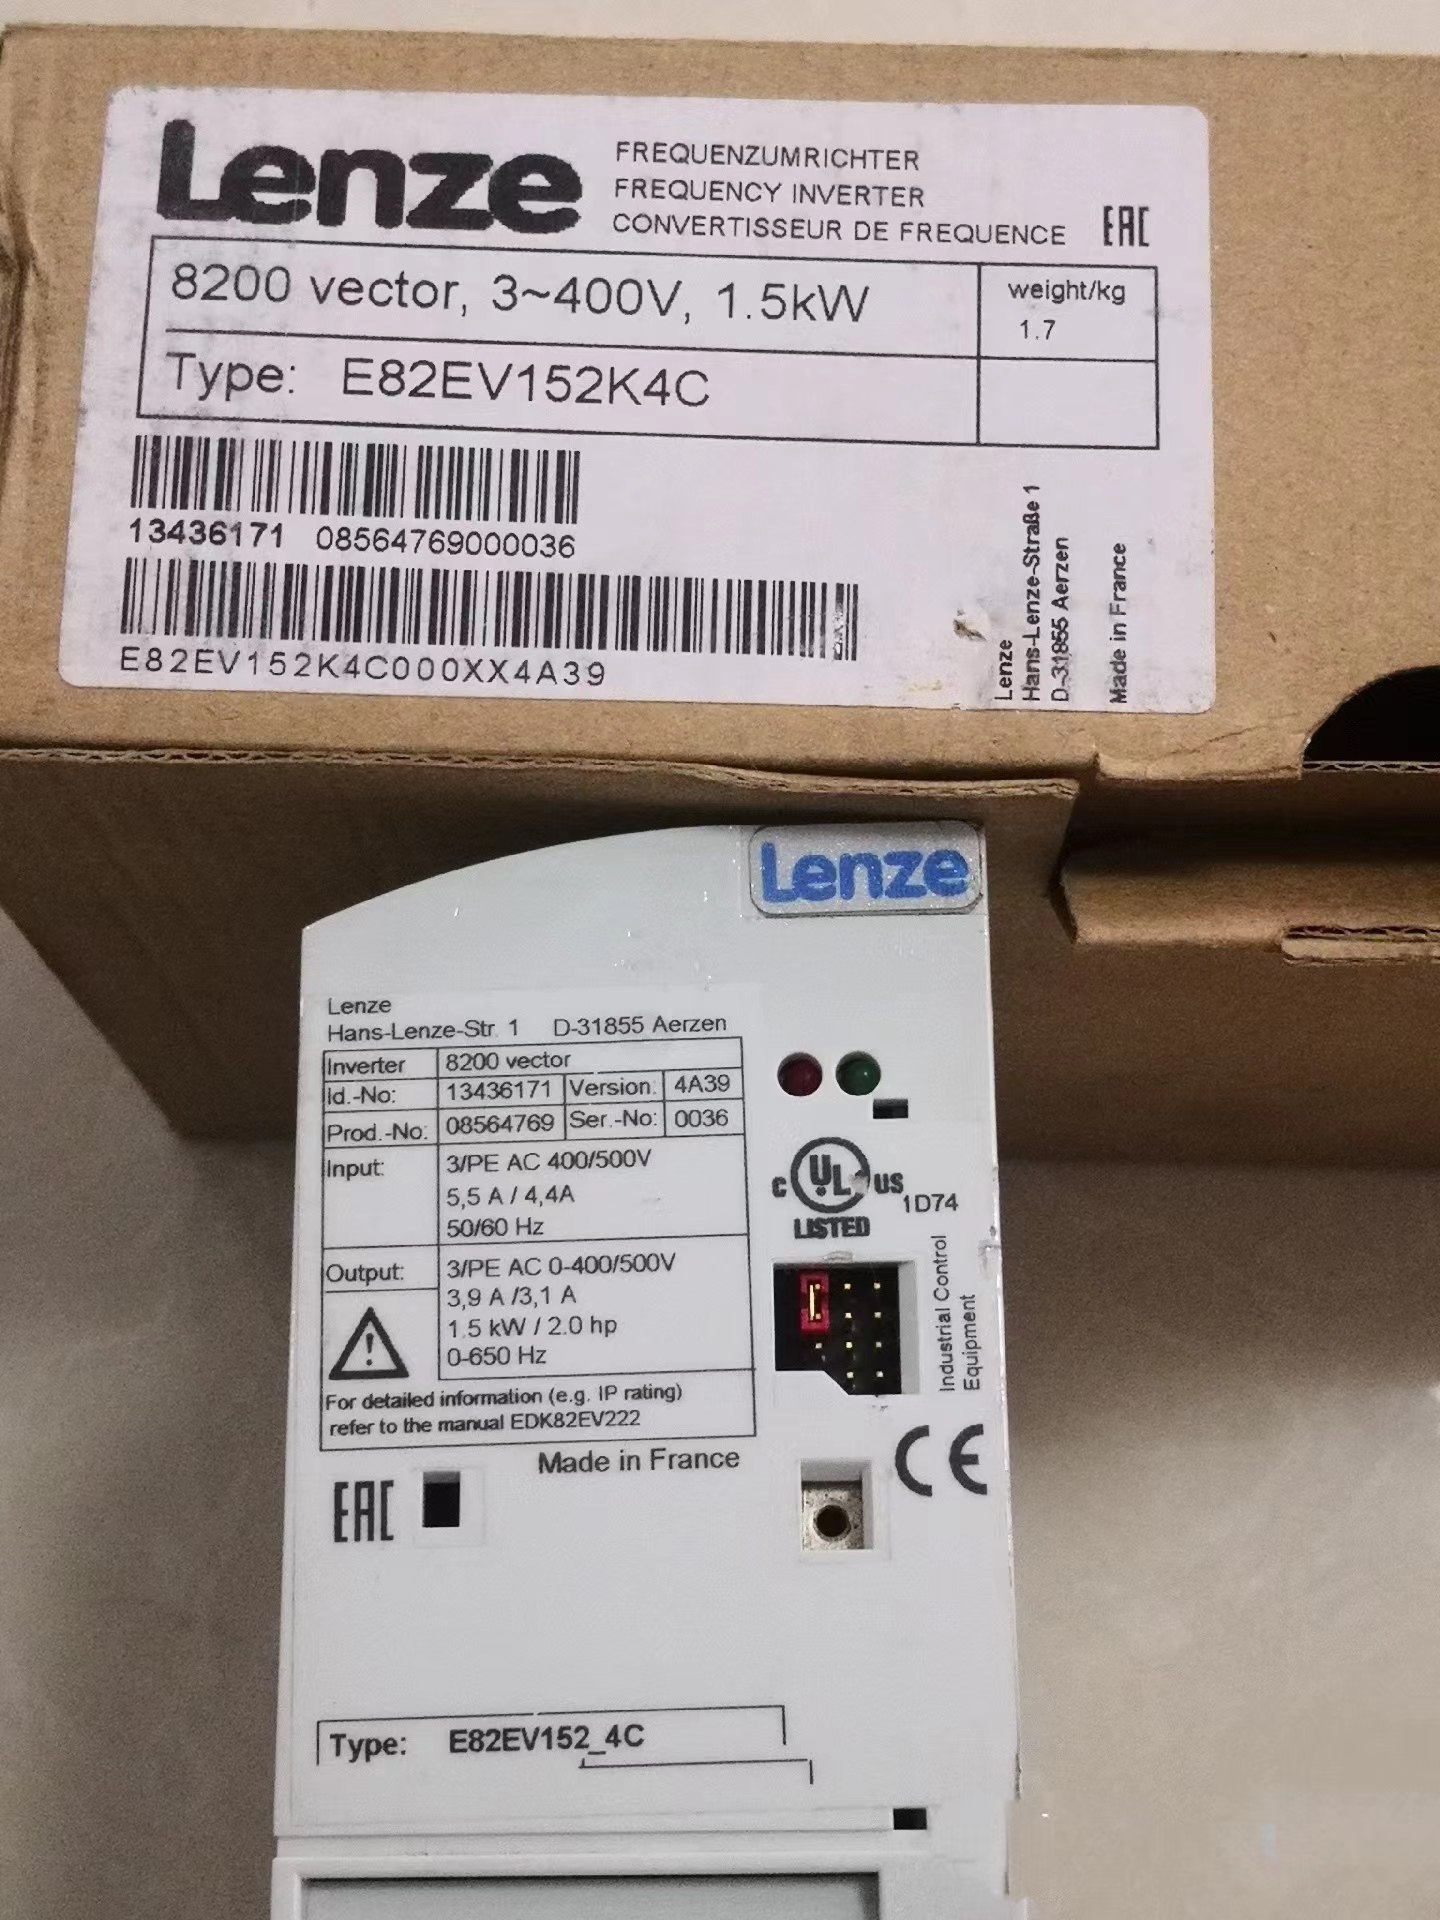 Lenze
FREQUENZUMRICHTER
FREQUENCY INVERTER
CONVERTISSEUR DE FREQUENCE
EAC
8200 vector, 3~400V, 1.5kW
weight/kg
1.7
Type: E82EV152K4C
13436171 08564769000036
E82EV152K4C000XX4A39
Lenze
Hans-Lenze-Straße 1
D-31855 Aerzen
Made in France
Lenze
Lenze
Hans-Lenze-Str. 1 D-31855 Aerzen
Inverter 8200 vector
Id.-No: 13436171 Version: 4A39
Prod.-No: 08564769 Ser.-No: 0036
Input: 3/PE AC 400/500V
5,5 A / 4,4A
50/60 Hz
Output: 3/PE AC 0-400/500V
3,9 A /3,1 A
1.5 kW / 2.0 hp
0-650 Hz
For detailed information (e.g. IP rating)
refer to the manual EDK82EV222
Made in France
EAC
C UL US
LISTED
1D74
Industrial Control
Equipment
CE
Type: E82EV152_4C